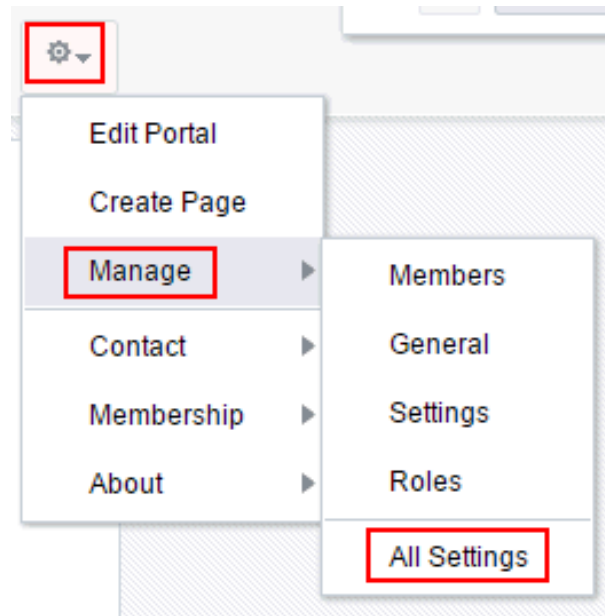 Edit Portal
Create Page
Manage
Contact
Membership
About
Members
General
Settings
Roles
All Settings